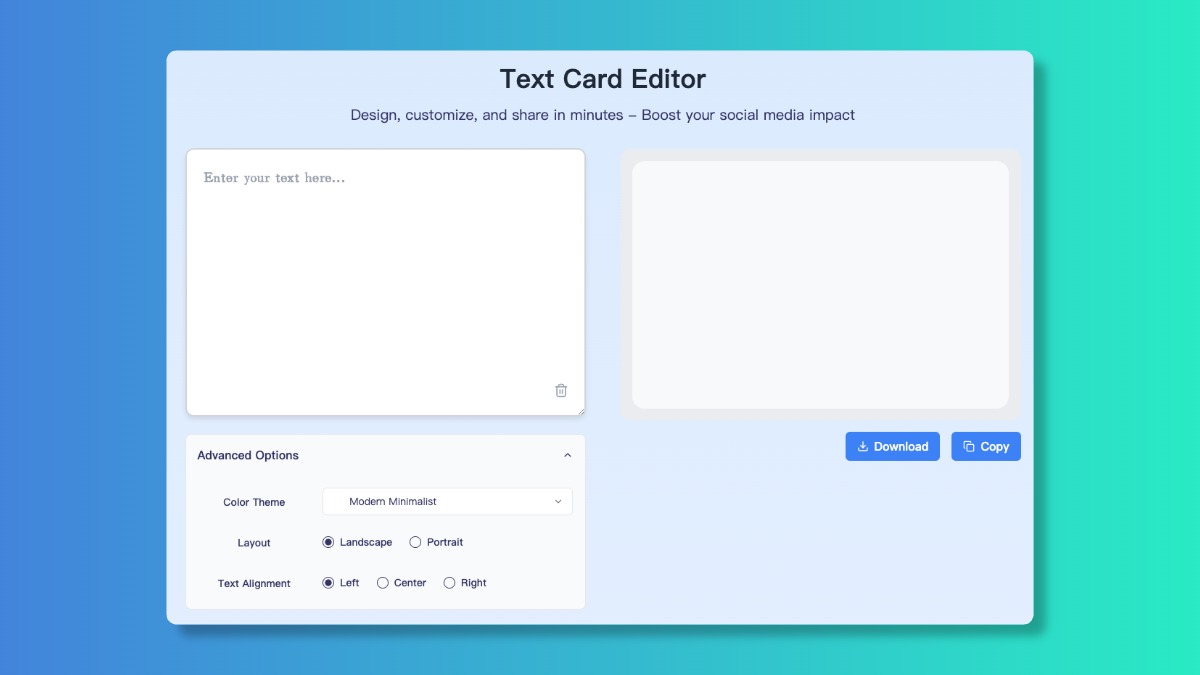 Text Card Editor
Design, customize, and share in minutes – Boost your social media impact
Enter your text here...
Download
Copy
Advanced Options
Color Theme
Modern Minimalist
Layout
Landscape
Portrait
Text Alignment
Left
Center
Right